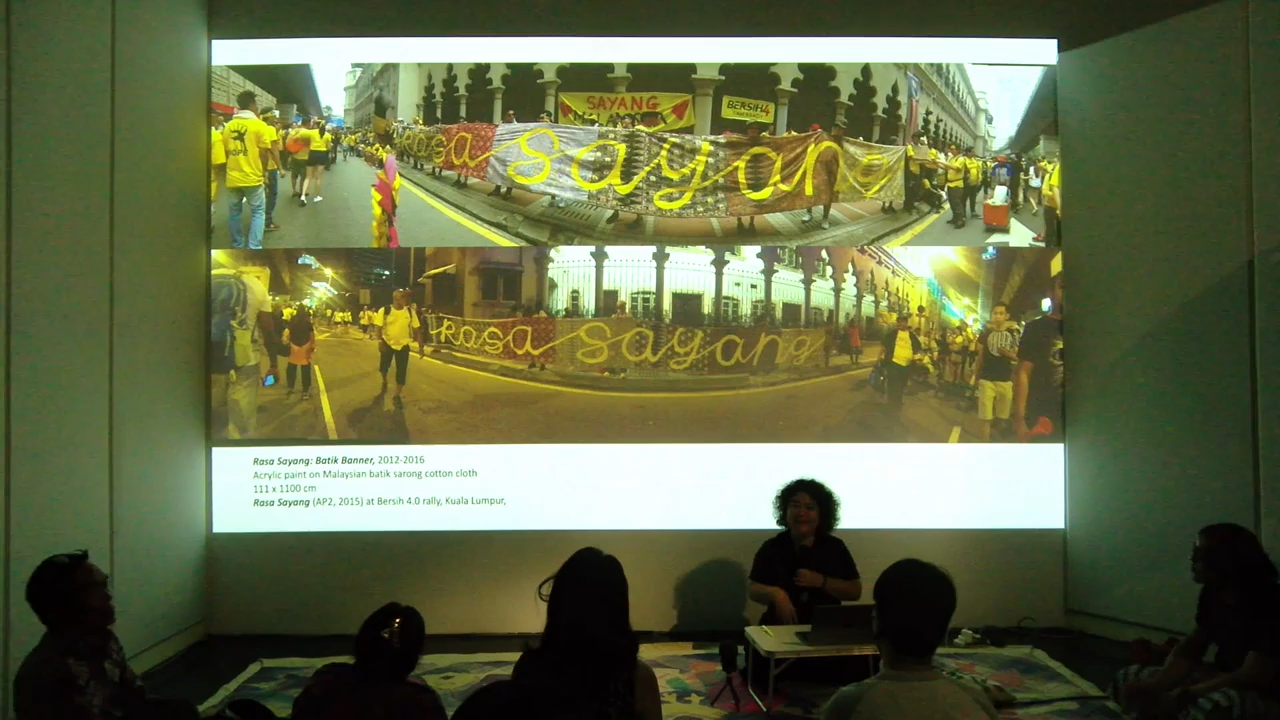 SAYANG
BERSIH4
rasa sayang
rasa sayang
Rasa Sayang: Batik Banner, 2012-2016
Acrylic paint on Malaysian batik sarong cotton cloth
111 x 1100 cm
Rasa Sayang (AP2, 2015) at Bersih 4.0 rally, Kuala Lumpur,